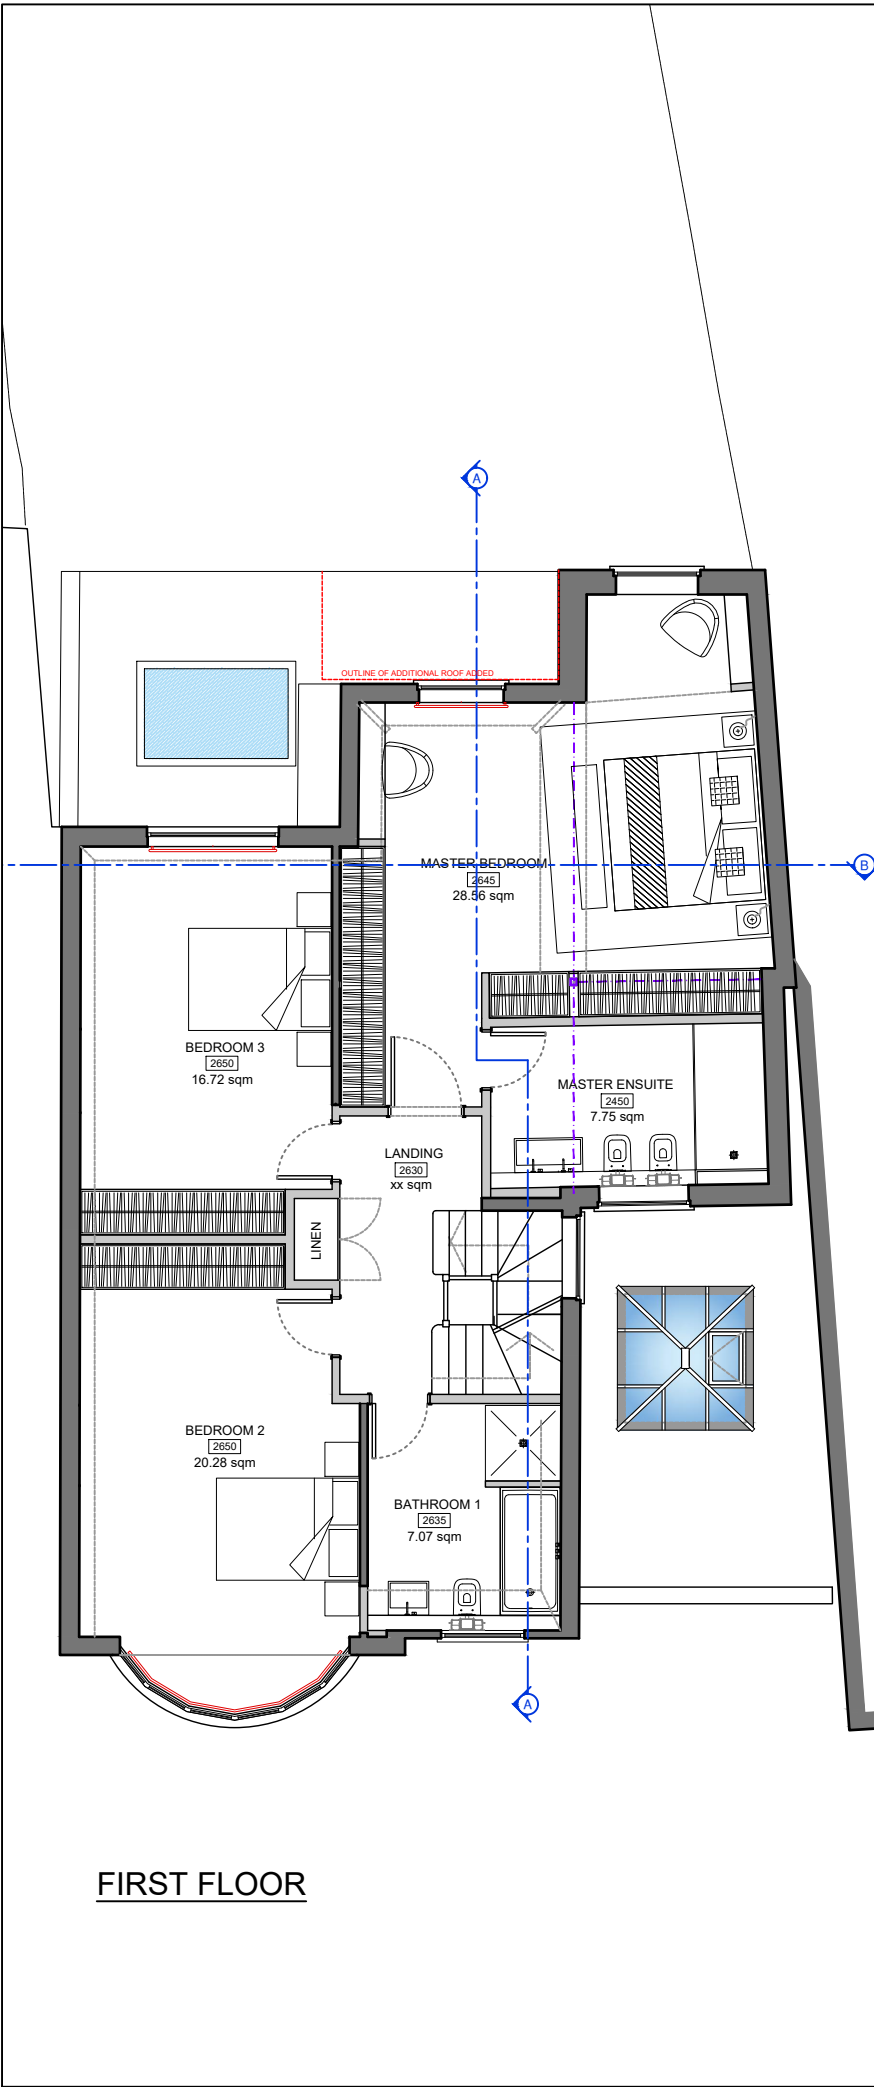 A
OUTLINE OF ADDITIONAL ROOF ADDED
MASTER BEDROOM
2645
28.56 sqm
B
BEDROOM 3
2650
16.72 sqm
MASTER ENSUITE
2450
7.75 sqm
LANDING
2630
xx sqm
LINEN
BEDROOM 2
2650
20.28 sqm
BATHROOM 1
2635
7.07 sqm
A
FIRST FLOOR